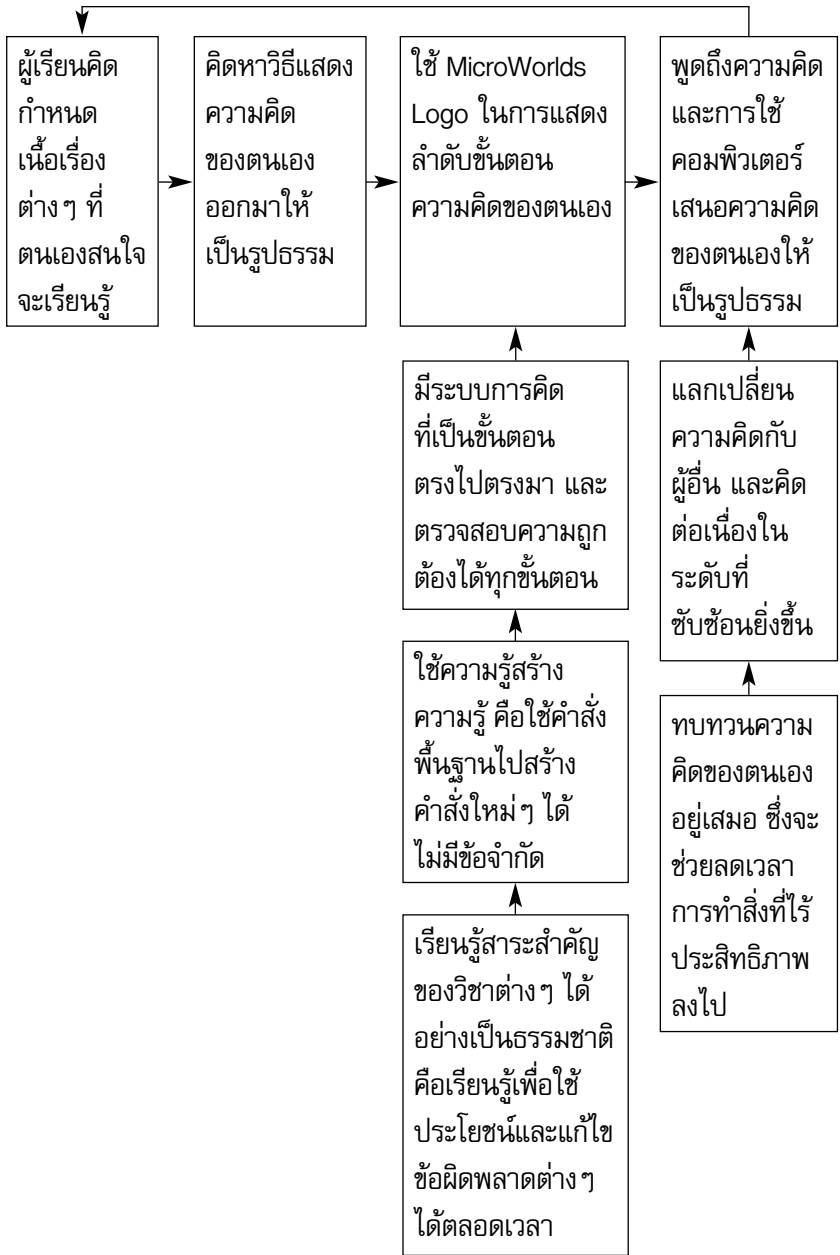 ผู้เรียนคิด
กำหนด
เนื้อเรื่อง
ต่างๆ ที่
ตนเองสนใจ
จะเรียนรู้
คิดหาวิธีแสดง
ความคิด
ของตนเอง
ออกมาให้
เป็นรูปธรรม
ใช้ MicroWorlds
Logo ในการแสดง
ลำดับขั้นตอน
ความคิดของตนเอง
พูดถึงความคิด
และการใช้
คอมพิวเตอร์
เสนอความคิด
ของตนเองให้
เป็นรูปธรรม
มีระบบการคิด
ที่เป็นขั้นตอน
ตรงไปตรงมา และ
ตรวจสอบความถูก
ต้องได้ทุกขั้นตอน
แลกเปลี่ยน
ความคิดกับ
ผู้อื่น และคิด
ต่อเนื่องใน
ระดับที่
ซับซ้อนยิ่งขึ้น
ใช้ความรู้สร้าง
ความรู้ คือใช้คำสั่ง
พื้นฐานไปสร้าง
คำสั่งใหม่ๆ ได้
ไม่มีข้อจำกัด
ทบทวนความ
คิดของตนเอง
อยู่เสมอ ซึ่งจะ
ช่วยลดเวลา
การทำสิ่งที่ไร้
ประสิทธิภาพ
ลงไป
เรียนรู้สาระสำคัญ
ของวิชาต่างๆ ได้
อย่างเป็นธรรมชาติ
คือเรียนรู้เพื่อใช้
ประโยชน์และแก้ไข
ข้อผิดพลาดต่างๆ
ได้ตลอดเวลา